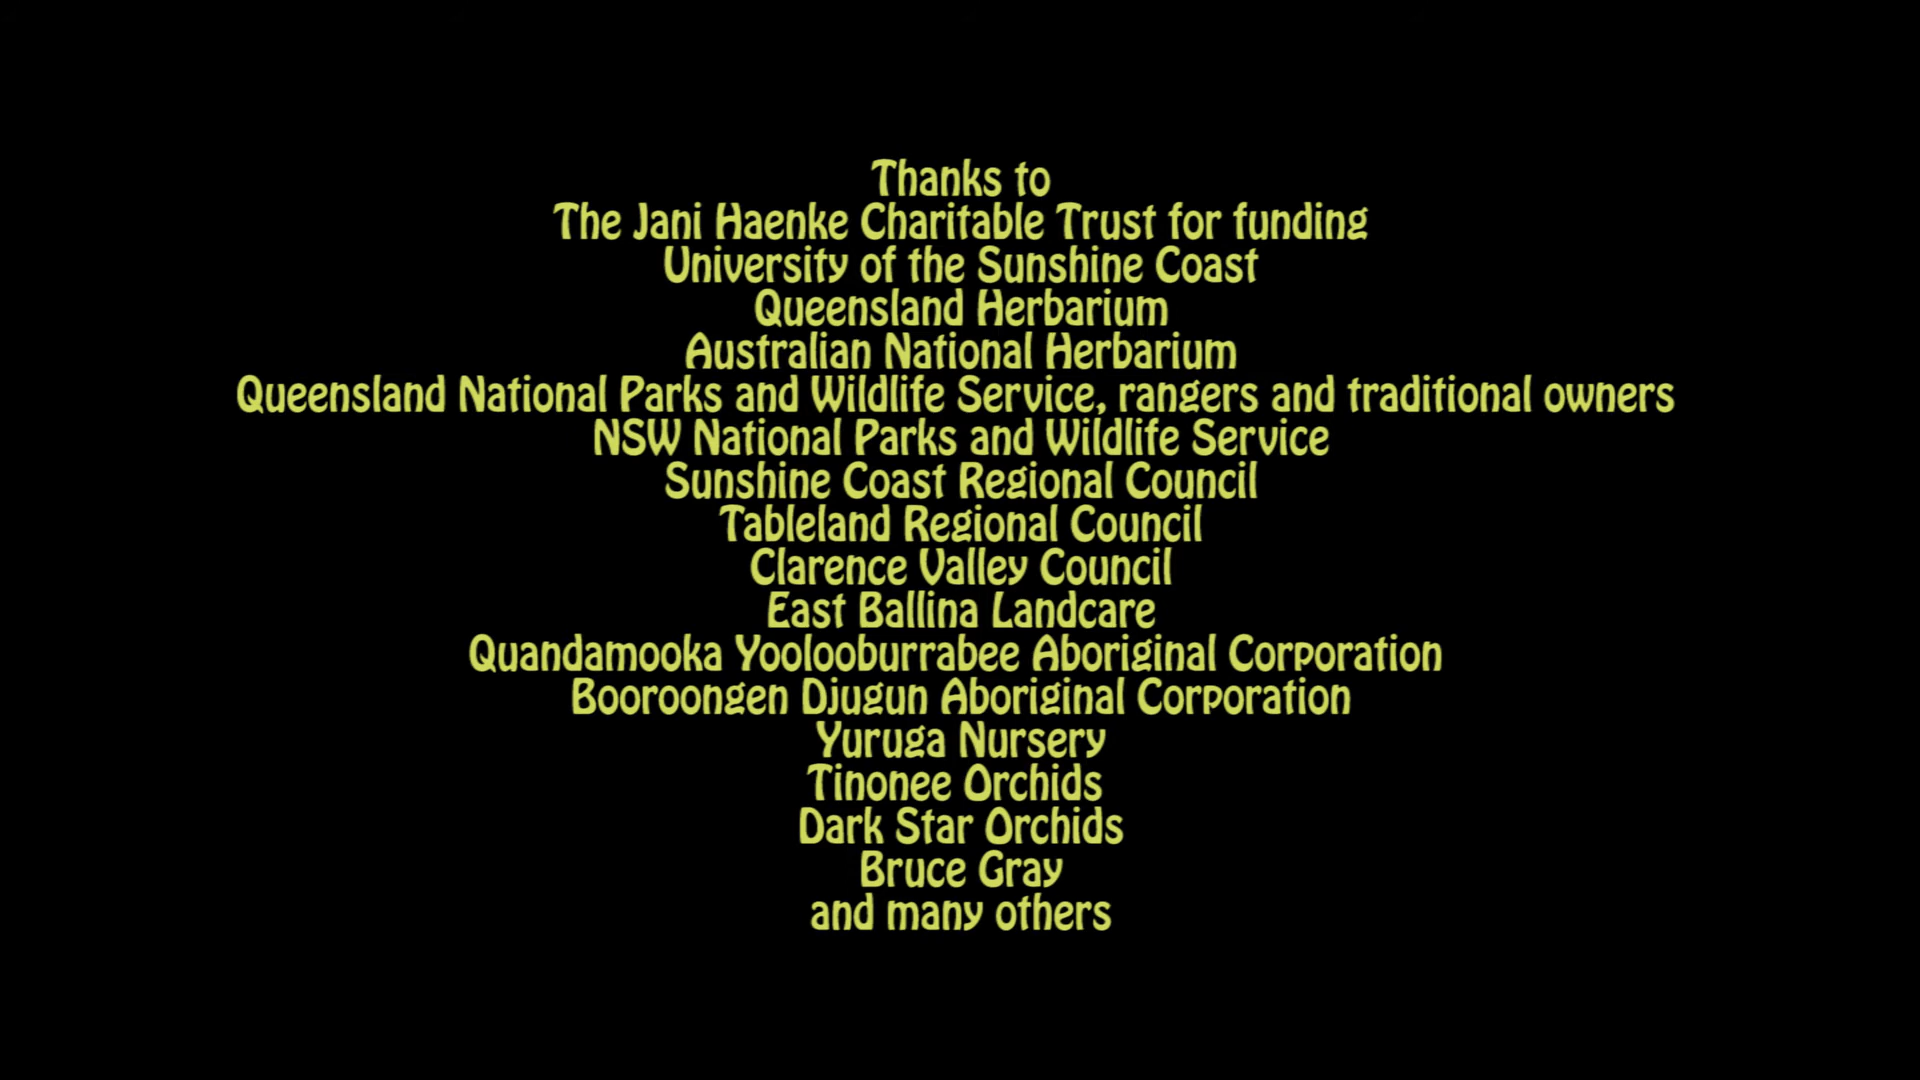 Thanks to
The Jani Haenke Charitable Trust for funding
University of the Sunshine Coast
Queensland Herbarium
Australian National Herbarium
Queensland National Parks and Wildlife Service, rangers and traditional owners
NSW National Parks and Wildlife Service
Sunshine Coast Regional Council
Tableland Regional Council
Clarence Valley Council
East Ballina Landcare
Quandamooka Yoolooburrabee Aboriginal Corporation
Booroongen Djugun Aboriginal Corporation
Yuruga Nursery
Tinonee Orchids
Dark Star Orchids
Bruce Gray
and many others